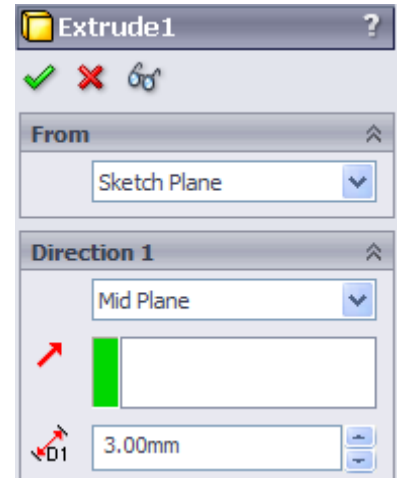 Extrude1 ?
From
Sketch Plane
Direction 1
Mid Plane
D1 3.00mm